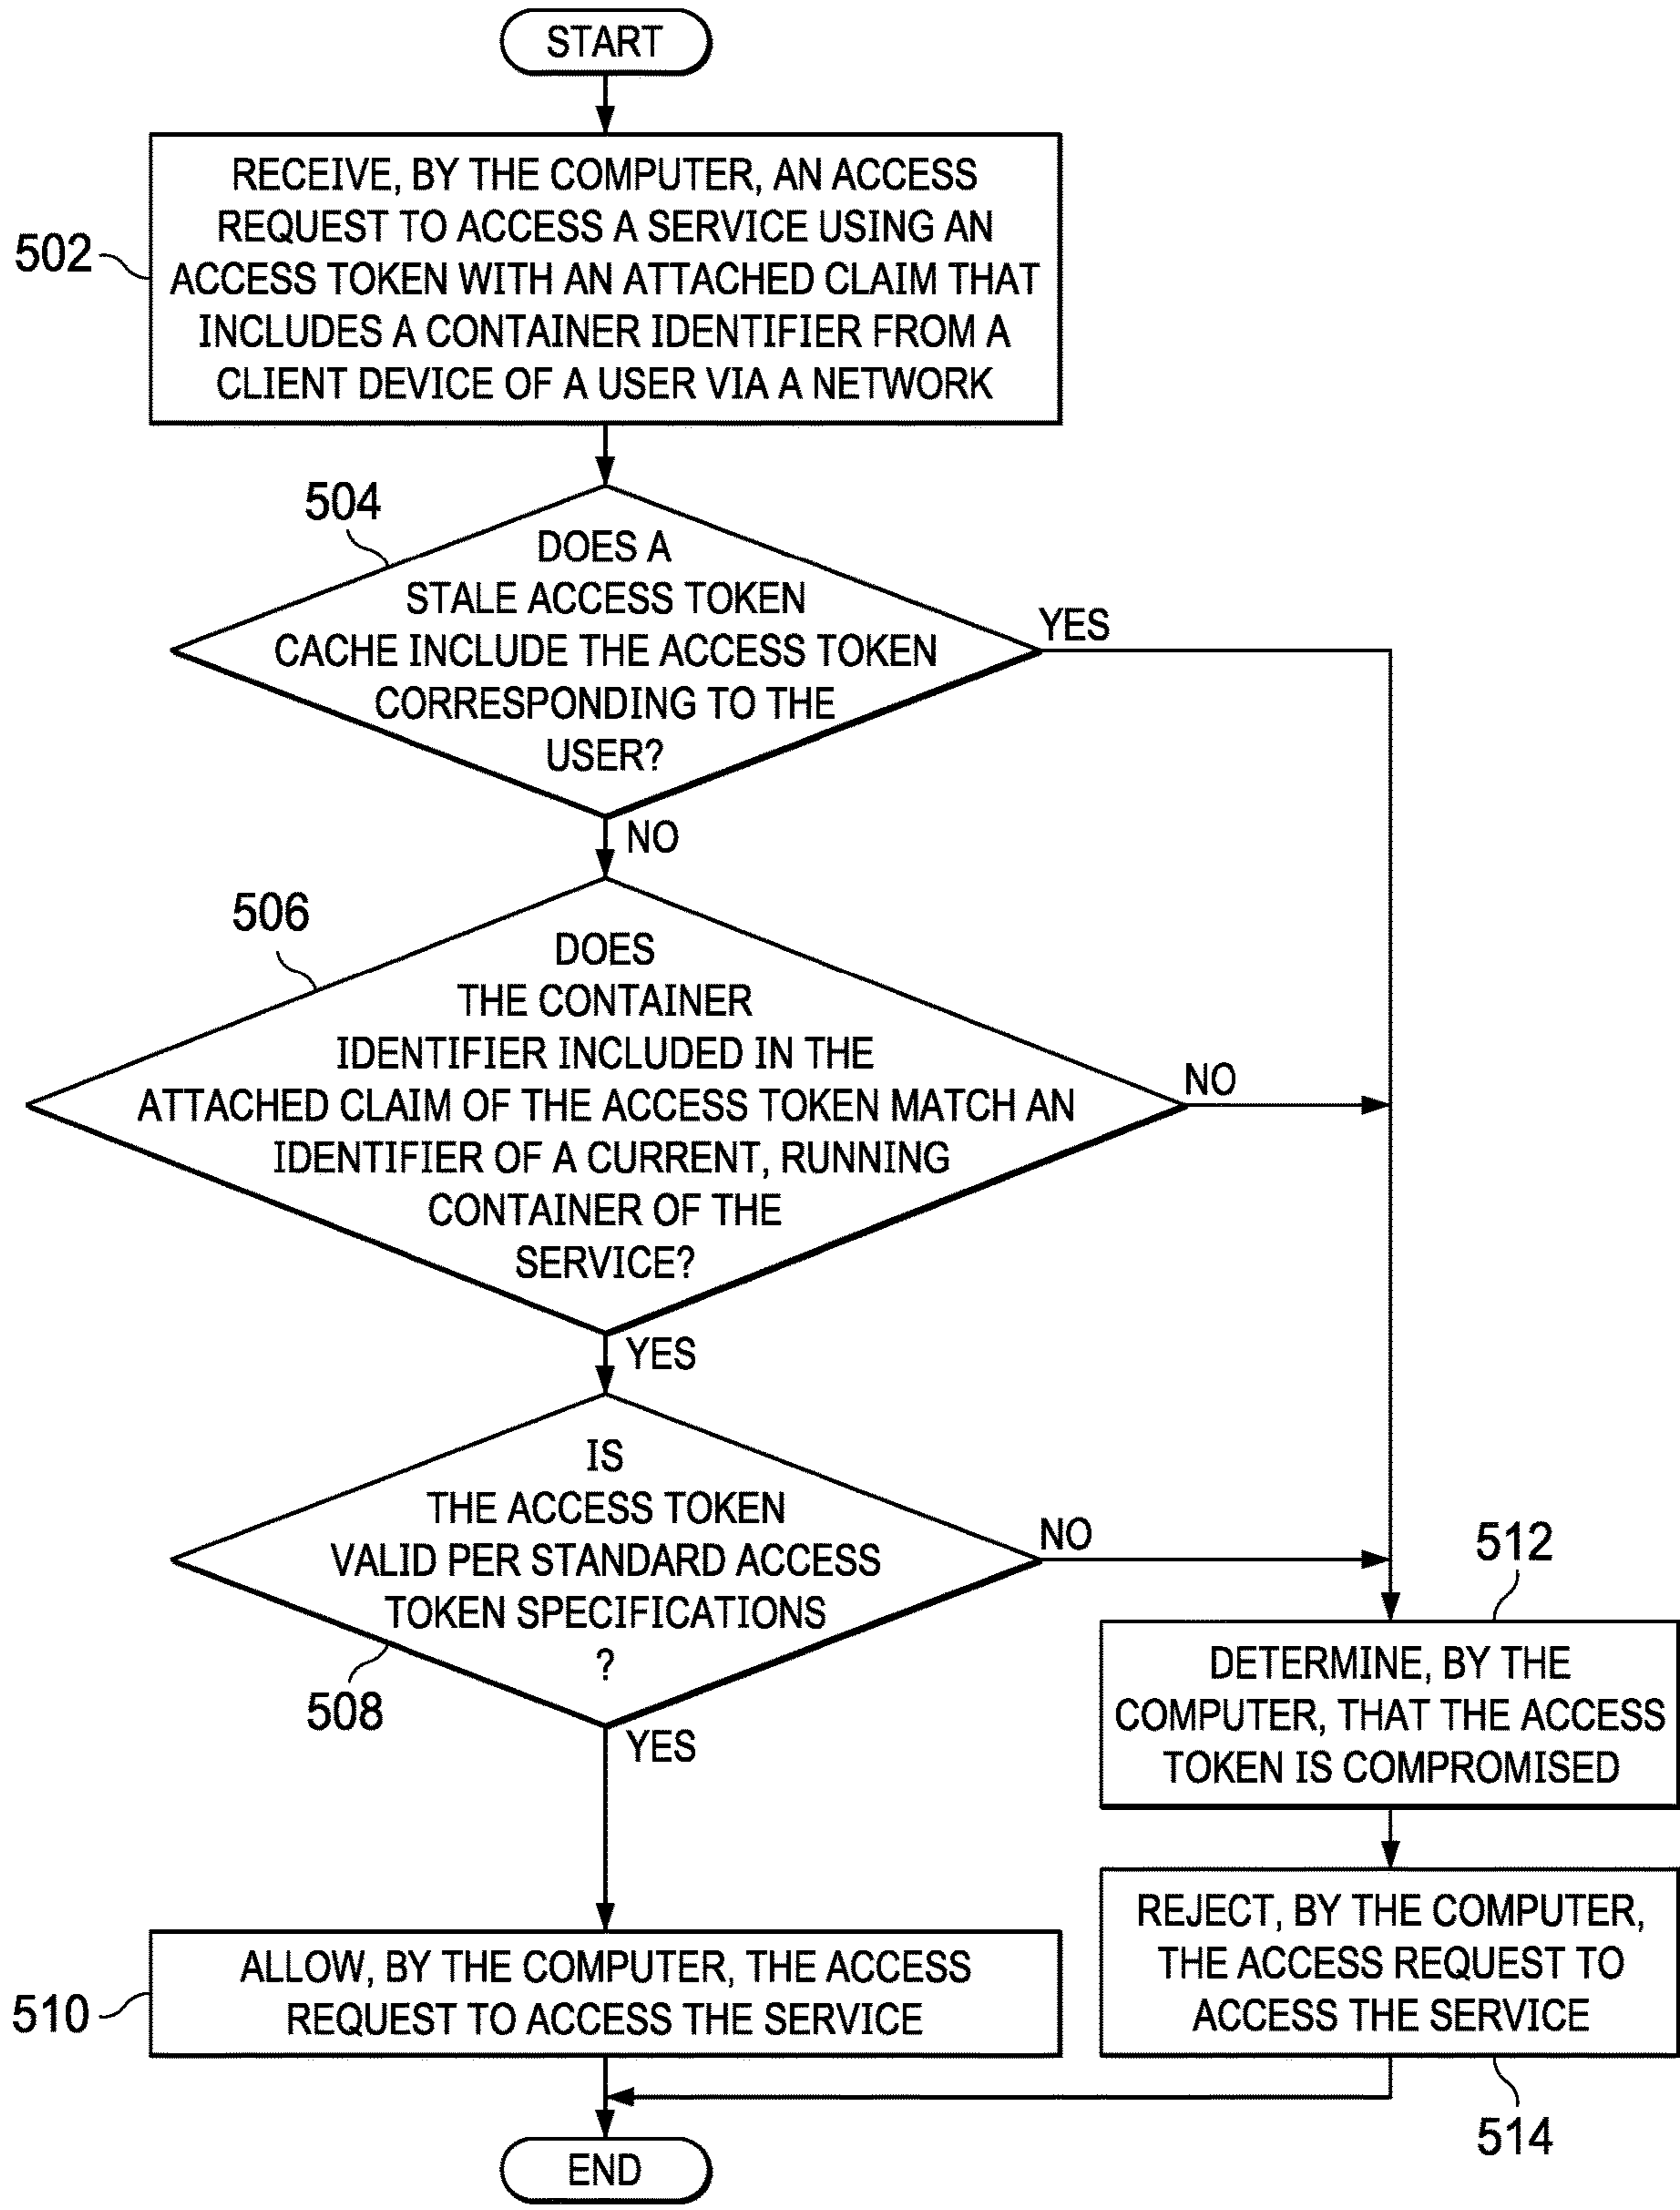 START
RECEIVE, BY THE COMPUTER, AN ACCESS
REQUEST TO ACCESS A SERVICE USING AN
ACCESS TOKEN WITH AN ATTACHED CLAIM THAT
INCLUDES A CONTAINER IDENTIFIER FROM A
CLIENT DEVICE OF A USER VIA A NETWORK
502
504
DOES A
STALE ACCESS TOKEN
CACHE INCLUDE THE ACCESS TOKEN
CORRESPONDING TO THE
USER?
YES
NO
506
DOES
THE CONTAINER
IDENTIFIER INCLUDED IN THE
ATTACHED CLAIM OF THE ACCESS TOKEN MATCH AN
IDENTIFIER OF A CURRENT, RUNNING
CONTAINER OF THE
SERVICE?
NO
YES
IS
THE ACCESS TOKEN
VALID PER STANDARD ACCESS
TOKEN SPECIFICATIONS
?
508
NO
YES
512
DETERMINE, BY THE
COMPUTER, THAT THE ACCESS
TOKEN IS COMPROMISED
510
ALLOW, BY THE COMPUTER, THE ACCESS
REQUEST TO ACCESS THE SERVICE
REJECT, BY THE COMPUTER,
THE ACCESS REQUEST TO
ACCESS THE SERVICE
514
END